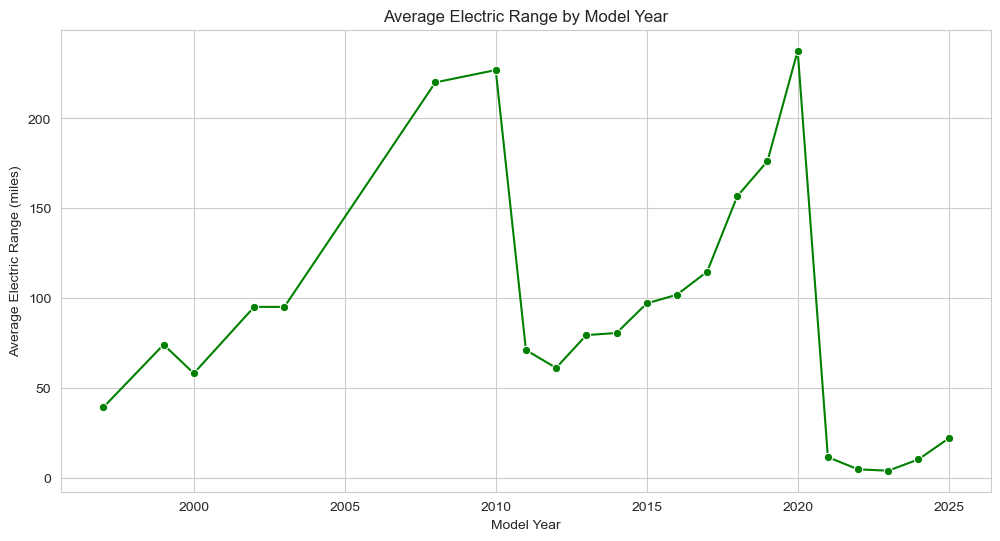 Average Electric Range by Model Year
Average Electric Range (miles)
200
150
100
50
0
2000 2005 2010 2015 2020 2025
Model Year